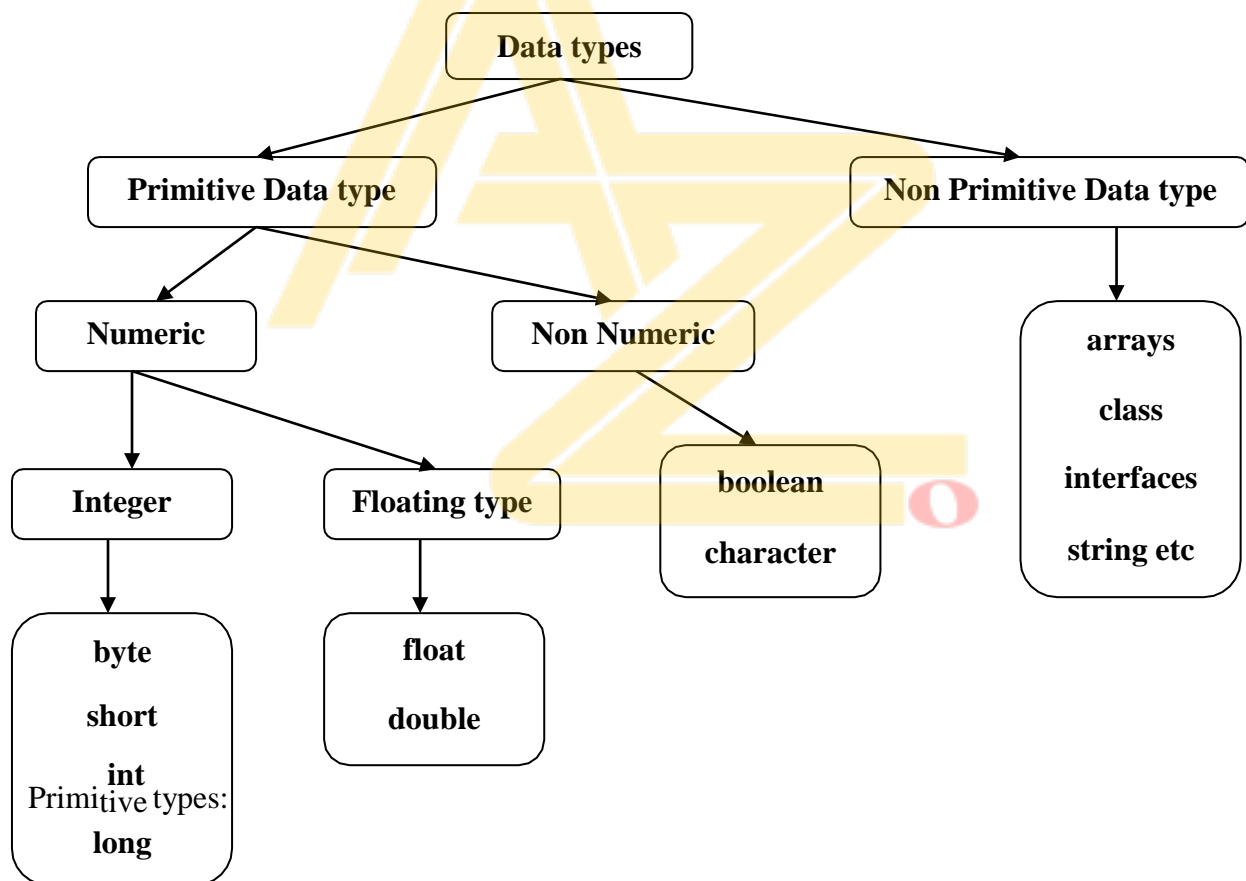 Data types
Primitive Data type
Non Primitive Data type
Numeric
Non Numeric
arrays
class
interfaces
string etc
Integer
Floating type
boolean
character
byte
short
int
Primitive types:
long
float
double